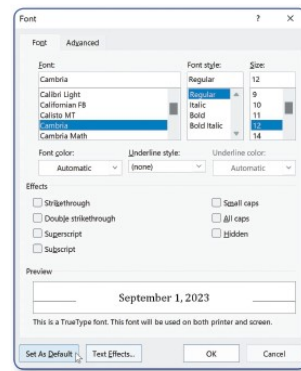 Font ? ×
Font Advanced
Font: Font style: Size:
Cambria Regular 12
Calibri Light Regular 9
Californian FB Italic 10
Calisto MT Bold 11
Cambria Bold Italic 12
Cambria Math 14
Font color: Underline style: Underline color:
Automatic (none) Automatic
Effects
Strikethrough Small caps
Double strikethrough All caps
Superscript Hidden
Subscript
Preview
September 1, 2023
This is a TrueType font. This font will be used on both printer and screen.
Set As Default Text Effects... OK Cancel